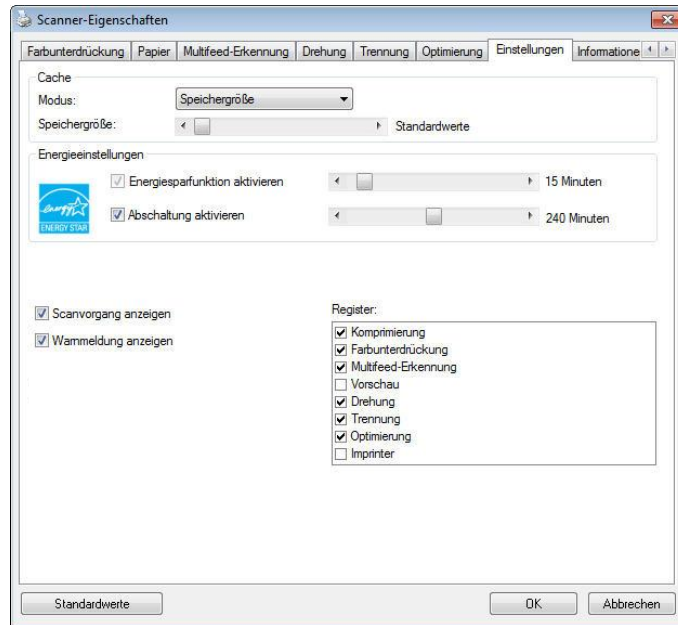 Scanner-Eigenschaften
Farbunterdrückung Papier Multifeed-Erkennung Drehung Trennung Optimierung Einstellungen Informatione
Cache
Modus: Speichergröße
Speichergröße: Standardwerte
Energieeinstellungen
Energiesparfunktion aktivieren 15 Minuten
energy
ENERGY STAR
Abschaltung aktivieren 240 Minuten
Scanvorgang anzeigen
Warnmeldung anzeigen
Register:
Komprimierung
Farbunterdrückung
Multifeed-Erkennung
Vorschau
Drehung
Trennung
Optimierung
Imprinter
Standardwerte OK Abbrechen